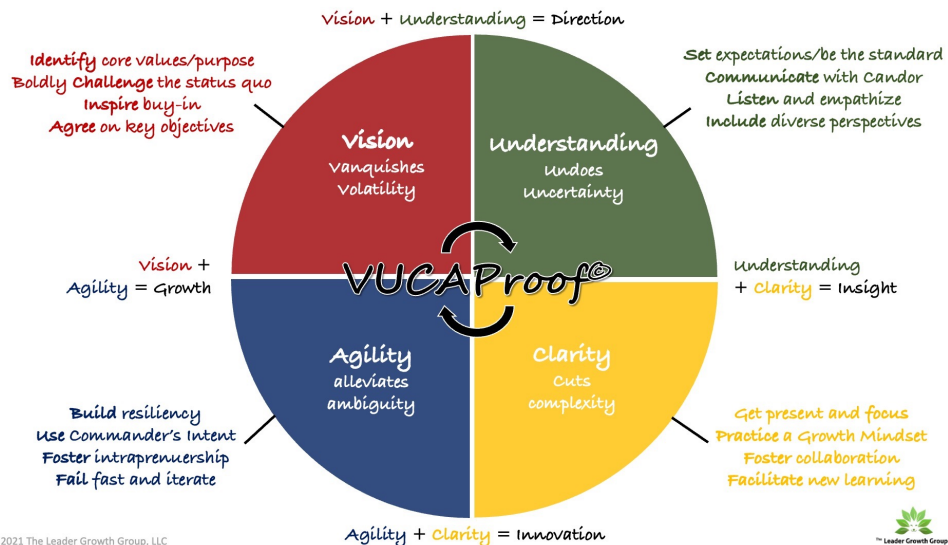 Vision + Understanding = Direction
Identify core values/purpose
Boldly Challenge the status quo
Inspire buy-in
Agree on key objectives
Set expectations/be the standard
Communicate with Candor
Listen and empathize
Include diverse perspectives
Vision
Vanquishes
Volatility
Understanding
Undoes
Uncertainty
Vision +
Agility = Growth
VUCAProof©
Understanding
+ Clarity = Insight
Agility
alleviates
ambiguity
Clarity
Cuts
complexity
Build resiliency
Use Commander's Intent
Foster intraprenuership
Fail fast and iterate
Get present and focus
Practice a Growth Mindset
Foster collaboration
Facilitate new learning
Agility + Clarity = Innovation
2021 The Leader Growth Group, LLC
The Leader Growth Group